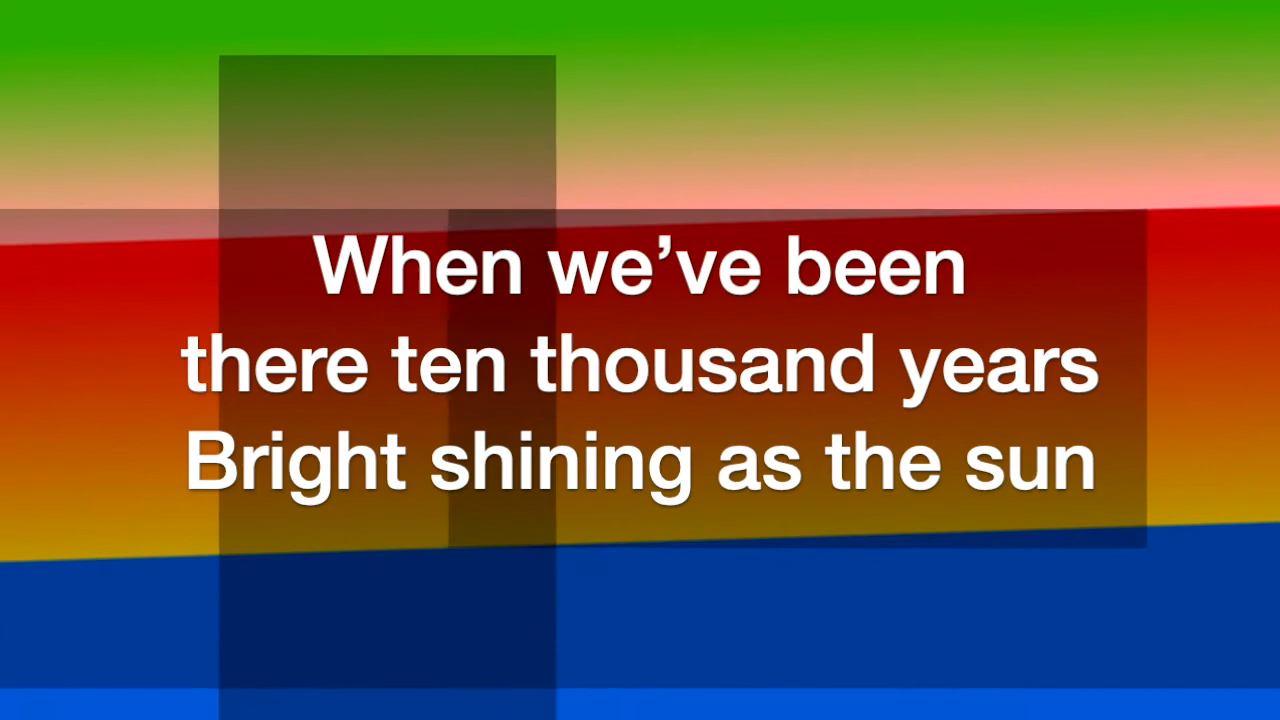 When we’ve been
there ten thousand years
Bright shining as the sun